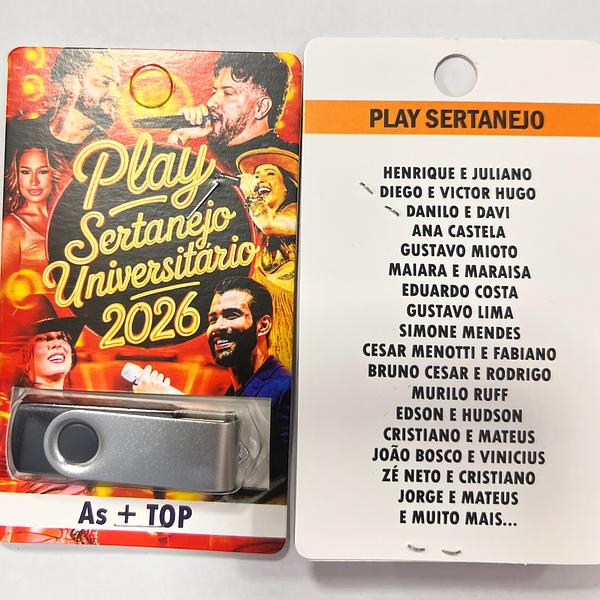 Play
Sertanejo
Universitário
2026
As + TOP
PLAY SERTANEJO
HENRIQUE E JULIANO
DIEGO E VICTOR HUGO
DANILO E DAVI
ANA CASTELA
GUSTAVO MIOTO
MAIARA E MARAISA
EDUARDO COSTA
GUSTAVO LIMA
SIMONE MENDES
CESAR MENOTTI E FABIANO
BRUNO CESAR E RODRIGO
MURILO RUFF
EDSON E HUDSON
CRISTIANO E MATEUS
JOÃO BOSCO E VINICIUS
ZÉ NETO E CRISTIANO
JORGE E MATEUS
E MUITO MAIS...